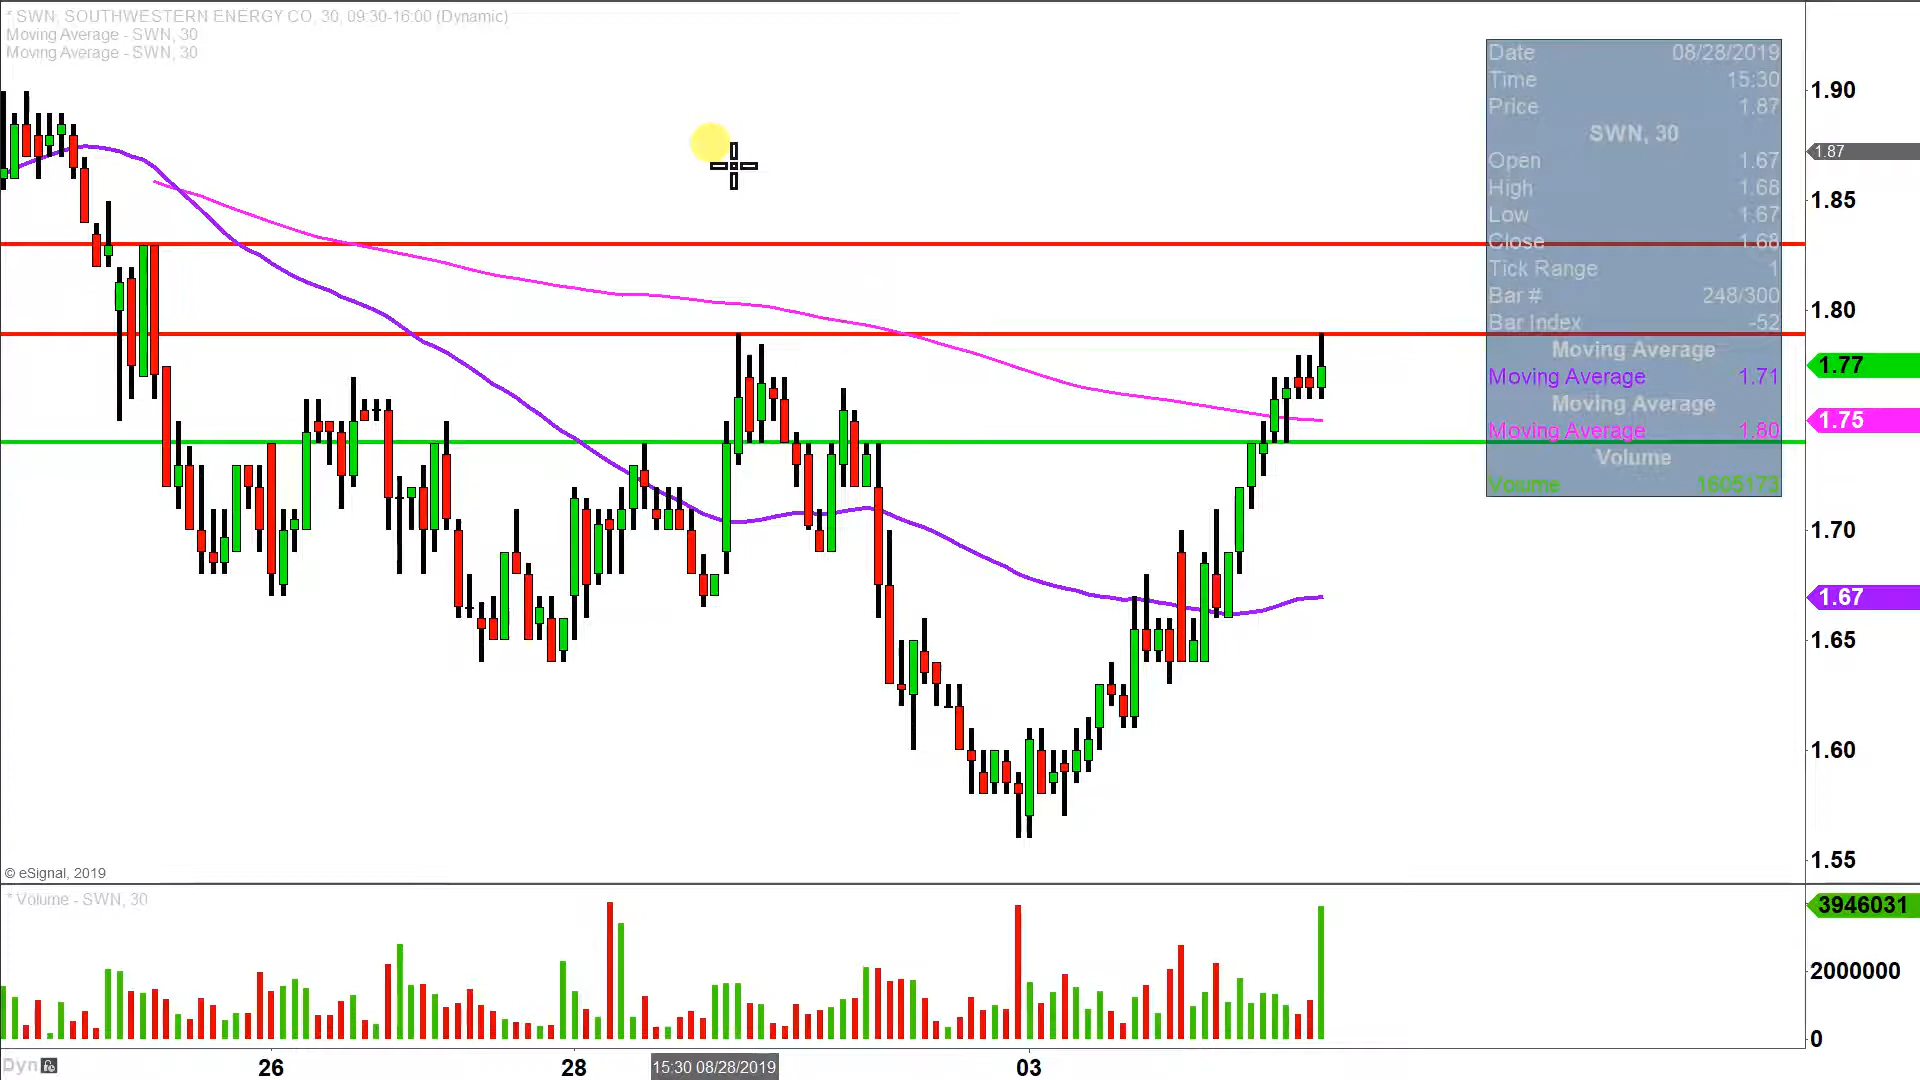 * SWN, SOUTHWESTERN ENERGY CO, 30, 09:30-16:00 (Dynamic)
Moving Average - SWN, 30
Moving Average - SWN, 30
Date 08/28/2019
Time 15:30
Price 1.87
SWN, 30
Open 1.67
High 1.68
Low 1.67
Close 1.68
Tick Range 1
Bar # 248/300
Bar Index -52
Moving Average
Moving Average 1.71
Moving Average
Moving Average 1.80
Volume
Volume 1605173
1.90
1.87
1.85
1.80
1.77
1.75
1.70
1.67
1.65
1.60
1.55
© eSignal, 2019
* Volume - SWN, 30
3946031
2000000
0
Dyn
26
28
15:30 08/28/2019
03